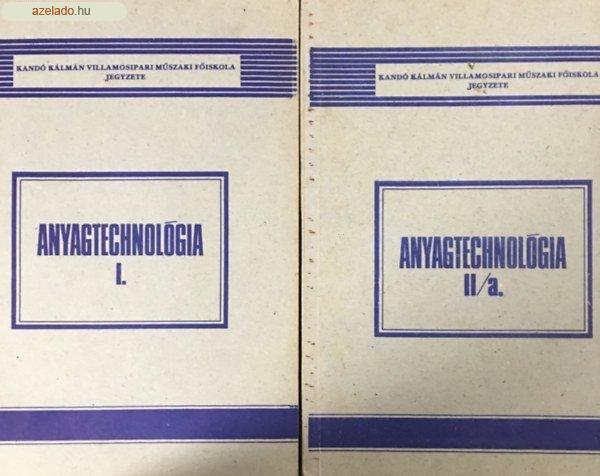 azelado.hu
KANDÓ KÁLMÁN VILLAMOSIPARI MŰSZAKI FŐISKOLA
JEGYZETE
ANYAGTECHNOLÓGIA
I.
KANDÓ KÁLMÁN VILLAMOSIPARI MŰSZAKI FŐISKOLA
JEGYZETE
ANYAGTECHNOLÓGIA
II/a.